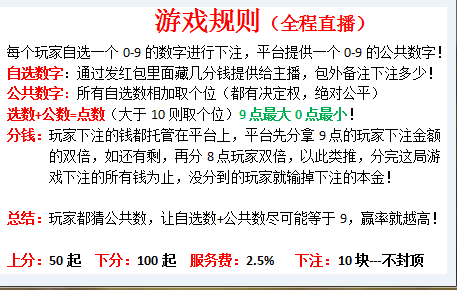 游戏规则（全程直播）
每个玩家自选一个 0-9 的数字进行下注，平台提供一个 0-9 的公共数字！
自选数字：通过发红包里面藏几分钱提供给主播，包外备注下注多少！
公共数字：所有自选数相加取个位（都有决定权，绝对公平）
选数+公数=点数（大于 10 则取个位）9 点最大 0 点最小！
分钱：玩家下注的钱都托管在平台上，平台先分拿 9 点的玩家下注金额
的双倍，如还有剩，再分 8 点玩家双倍，以此类推，分完这局游
戏下注的所有钱为止，没分到的玩家就输掉下注的本金！
总结：玩家都猜公共数，让自选数+公共数尽可能等于 9，赢率就越高！
上分：50 起 下分：100 起 服务费：2.5% 下注：10 块---不封顶